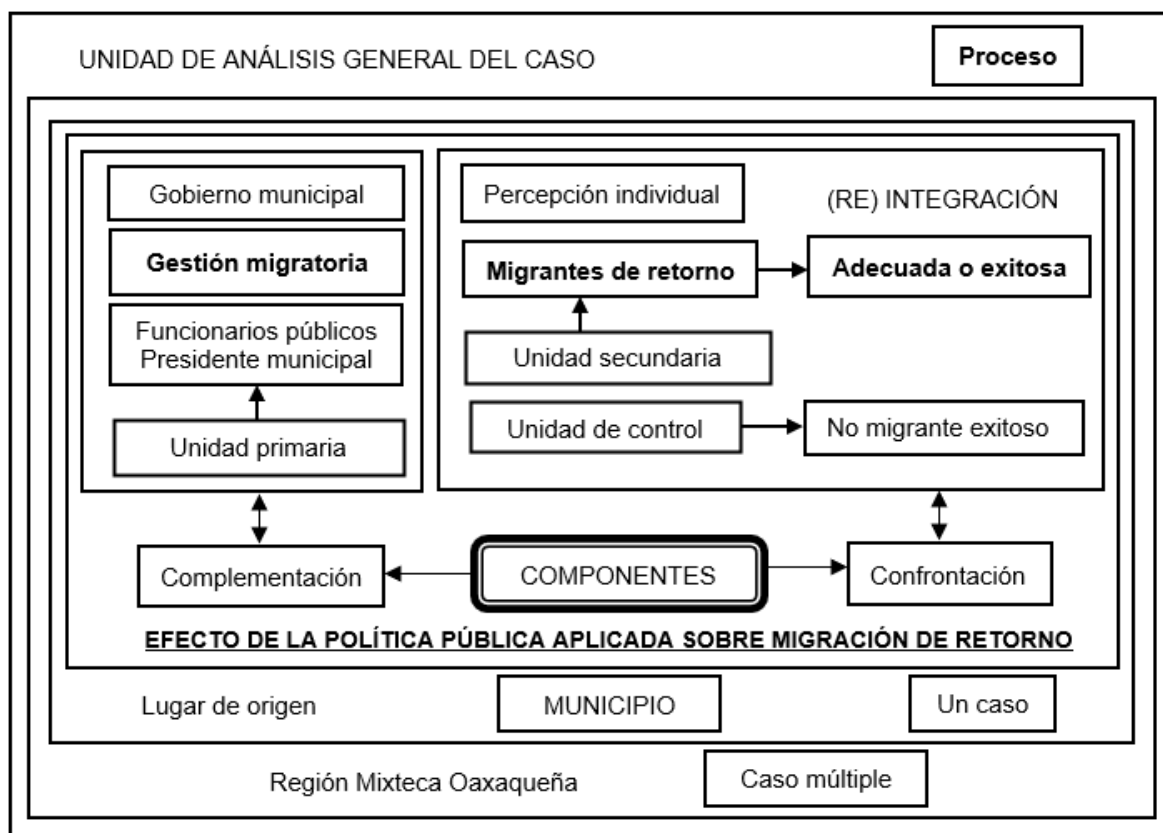 UNIDAD DE ANÁLISIS GENERAL DEL CASO
Proceso
Gobierno municipal
Gestión migratoria
Funcionarios públicos
Presidente municipal
Unidad primaria
Percepción individual
(RE) INTEGRACIÓN
Migrantes de retorno
Adecuada o exitosa
Unidad secundaria
Unidad de control
No migrante exitoso
Complementación
COMPONENTES
Confrontación
EFECTO DE LA POLÍTICA PÚBLICA APLICADA SOBRE MIGRACIÓN DE RETORNO
Lugar de origen
MUNICIPIO
Un caso
Región Mixteca Oaxaqueña
Caso múltiple